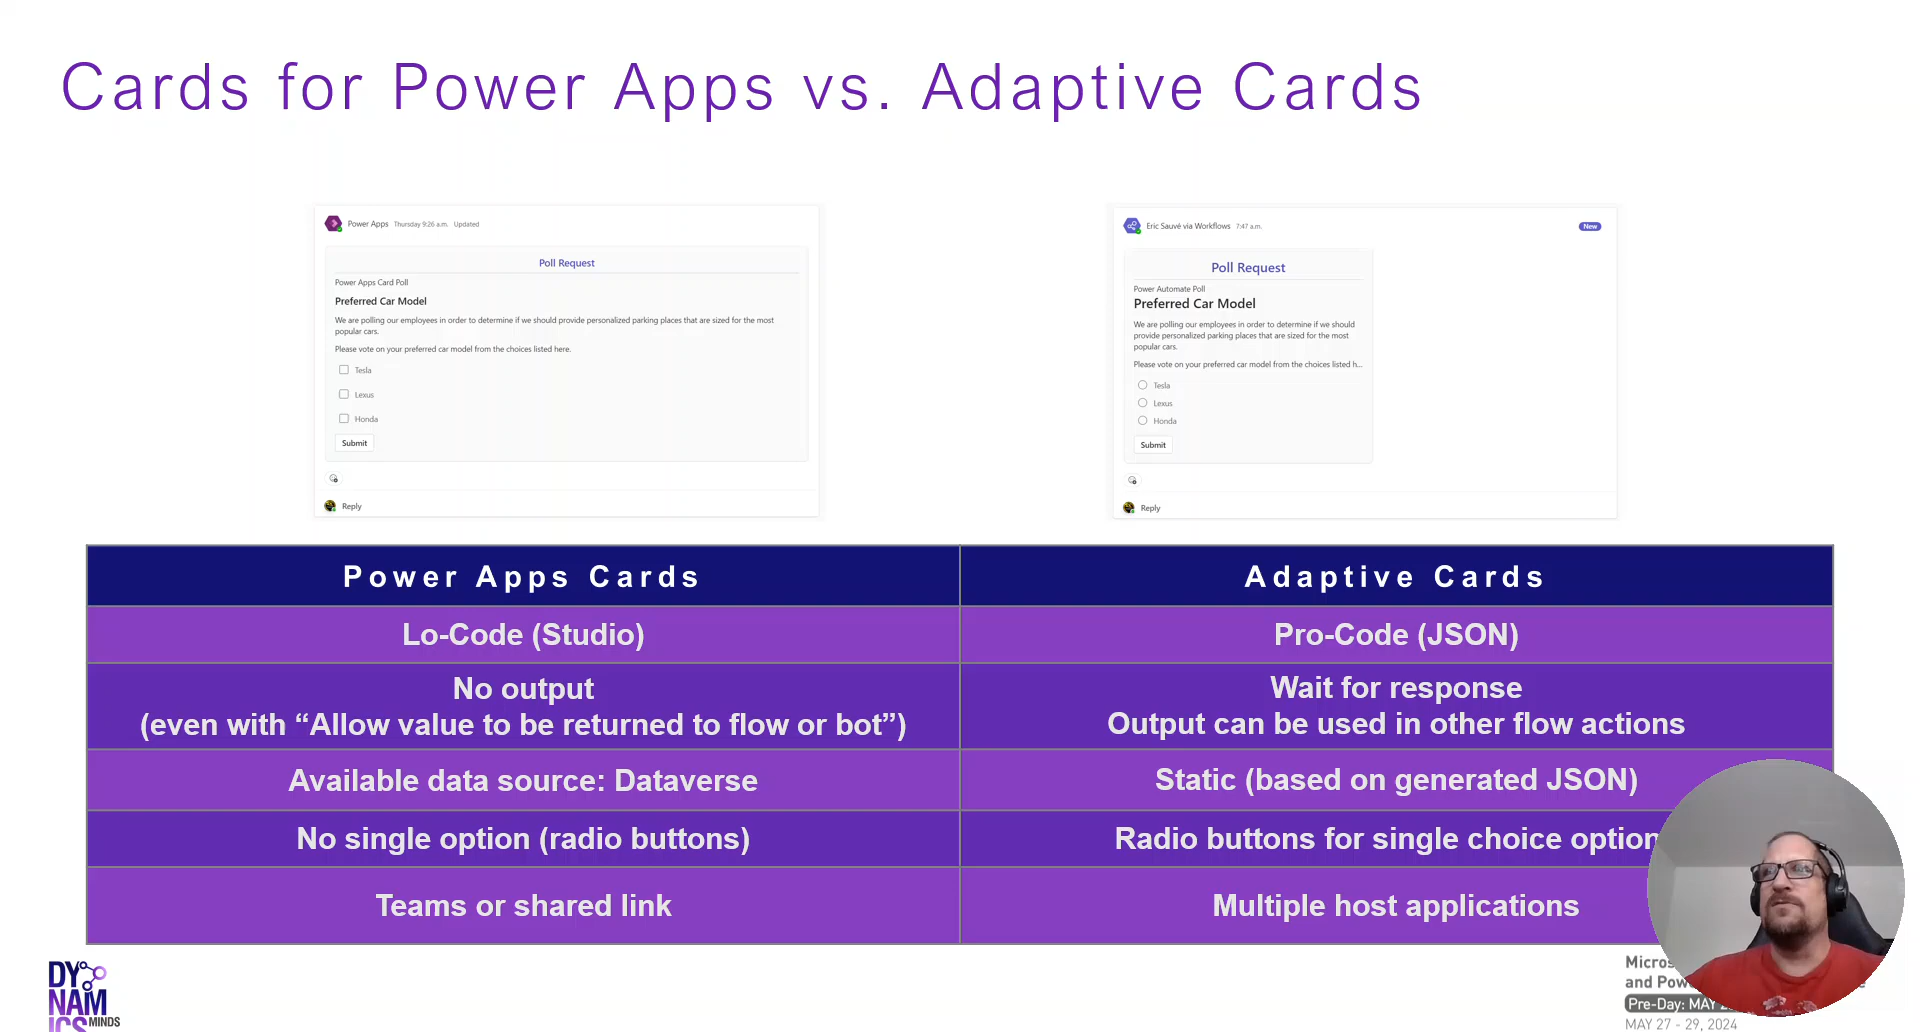 Cards for Power Apps vs. Adaptive Cards
Power Apps Thursday 9:26 a.m. Updated
Poll Request
Power Apps Card Poll
Preferred Car Model
We are polling our employees in order to determine if we should provide personalized parking places that are sized for the most
popular cars.
Please vote on your preferred car model from the choices listed here.
Tesla
Lexus
Honda
Submit
Reply
Eric Sauvé via Workflows 7:47 a.m.
New
Poll Request
Power Automate Poll
Preferred Car Model
We are polling our employees in order to determine if we should
provide personalized parking places that are sized for the most
popular cars.
Please vote on your preferred car model from the choices listed h...
Tesla
Lexus
Honda
Submit
Reply
Power Apps Cards
Adaptive Cards
Lo-Code (Studio)
Pro-Code (JSON)
No output
(even with “Allow value to be returned to flow or bot”)
Wait for response
Output can be used in other flow actions
Available data source: Dataverse
Static (based on generated JSON)
No single option (radio buttons)
Radio buttons for single choice option
Teams or shared link
Multiple host applications
DY
NAM
ICS MINDS
Micros
and Pow
Pre-Day: MAY 2
MAY 27 - 29, 2024